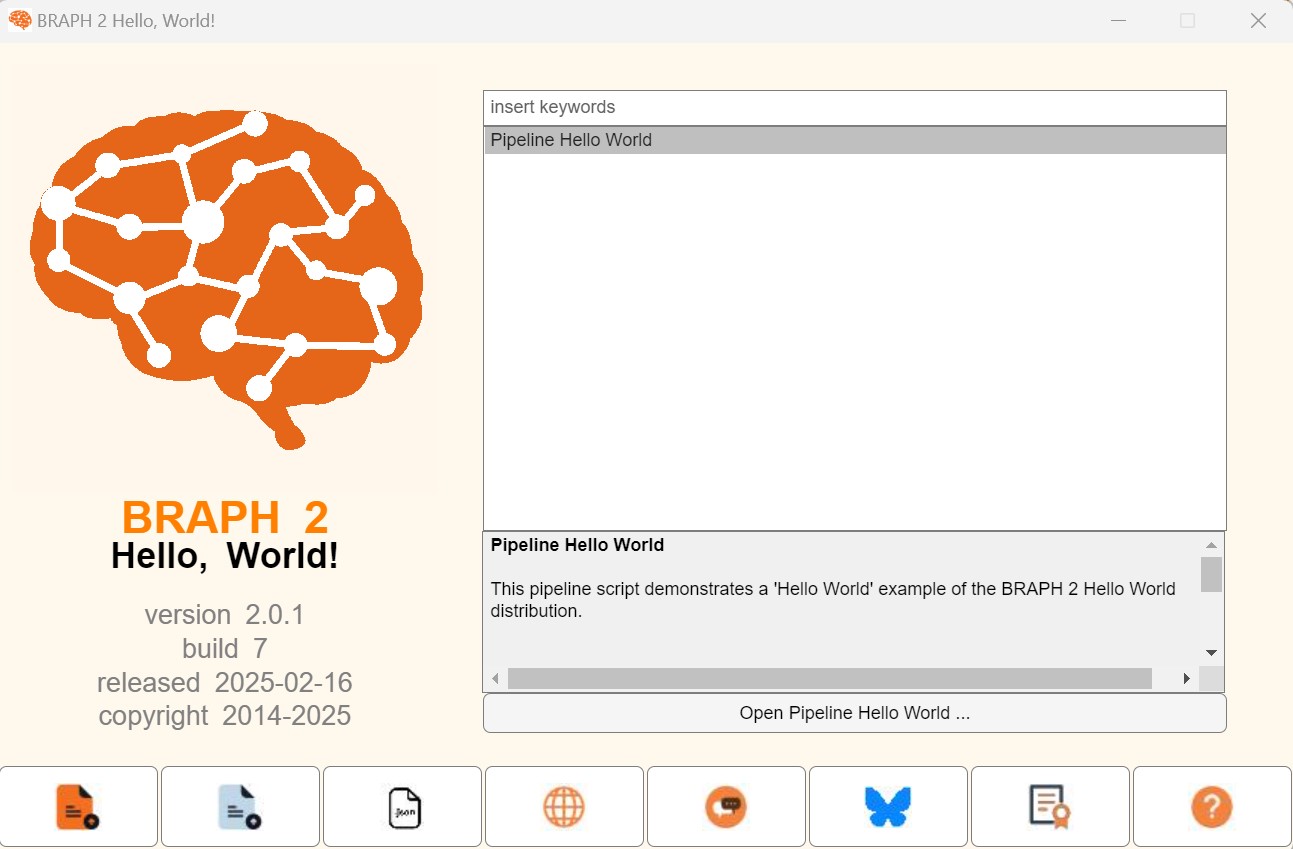 BRAPH 2 Hello, World!
insert keywords
Pipeline Hello World
BRAPH 2
Hello, World!
version 2.0.1
build 7
released 2025-02-16
copyright 2014-2025
Pipeline Hello World
This pipeline script demonstrates a 'Hello World' example of the BRAPH 2 Hello World
distribution.
Open Pipeline Hello World ...
json
?